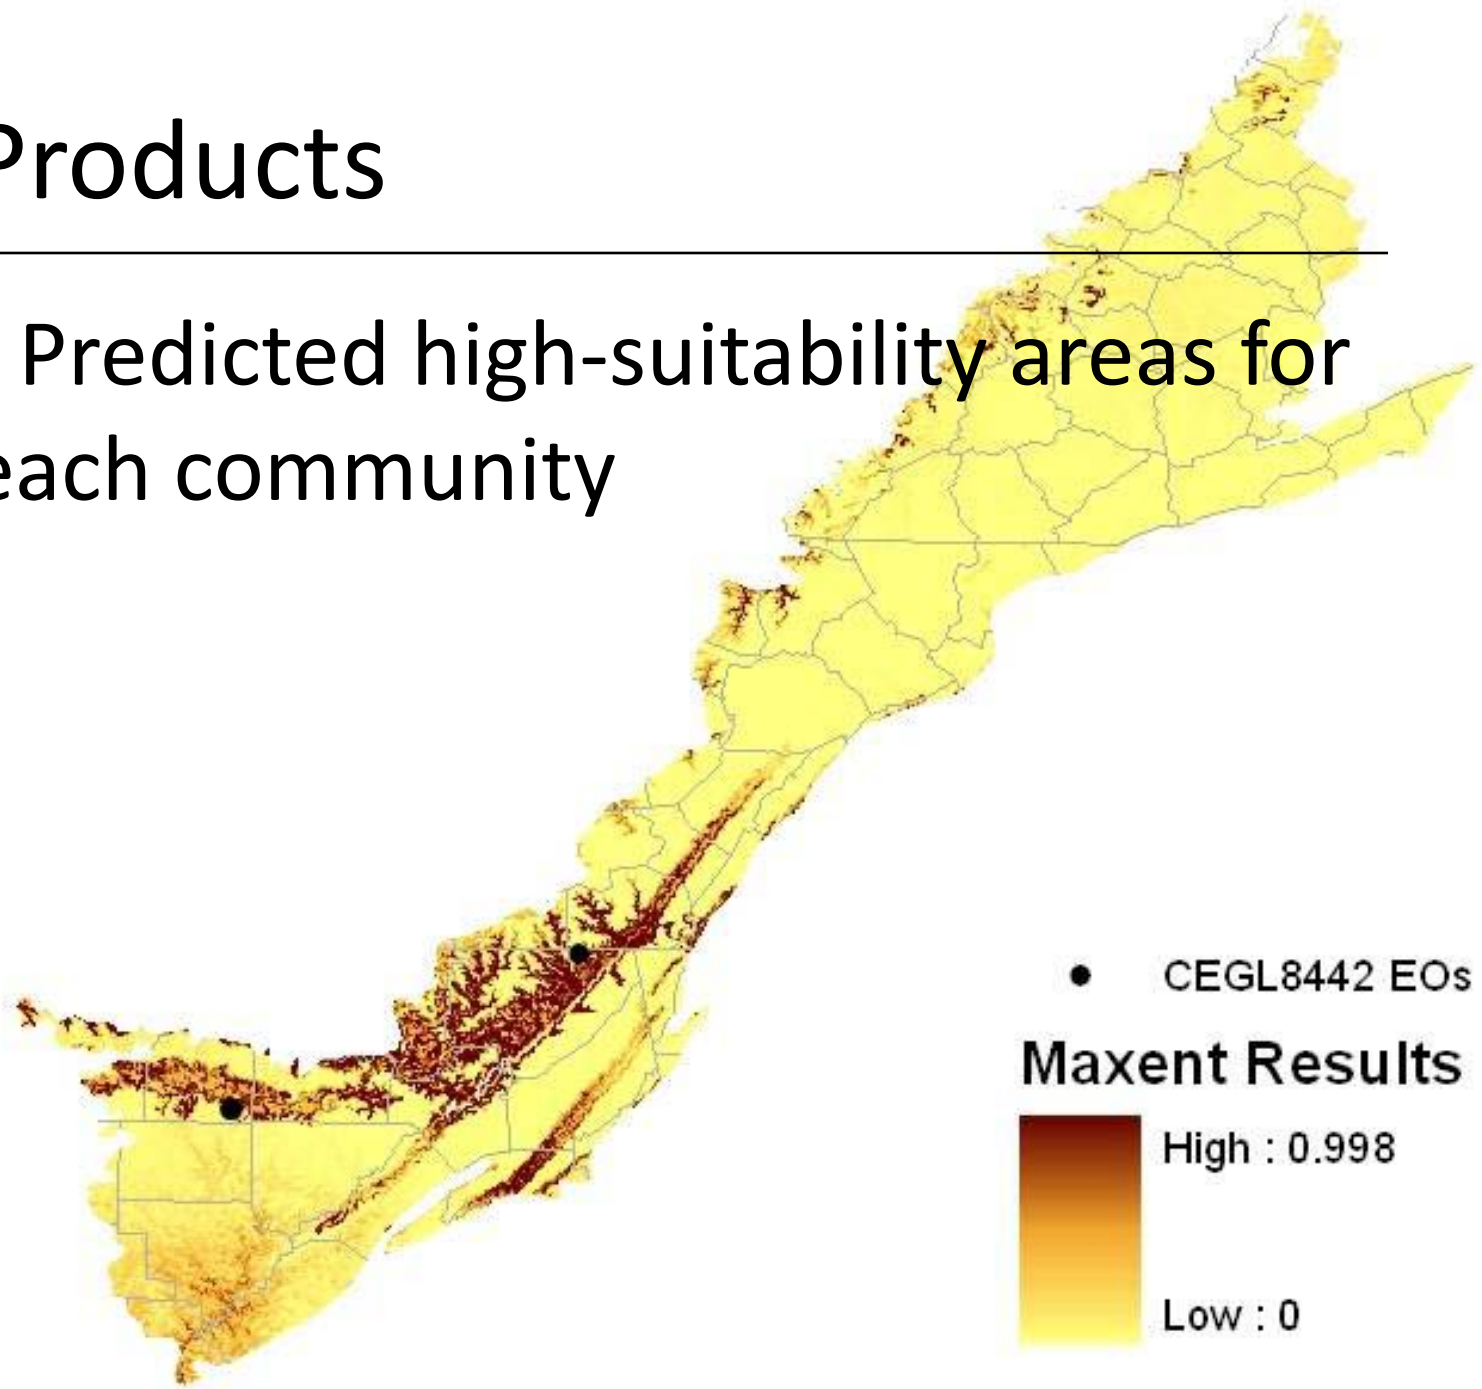 Products
Predicted high-suitability areas for
each community
CEGL8442 EOs
Maxent Results
High : 0.998
Low : 0